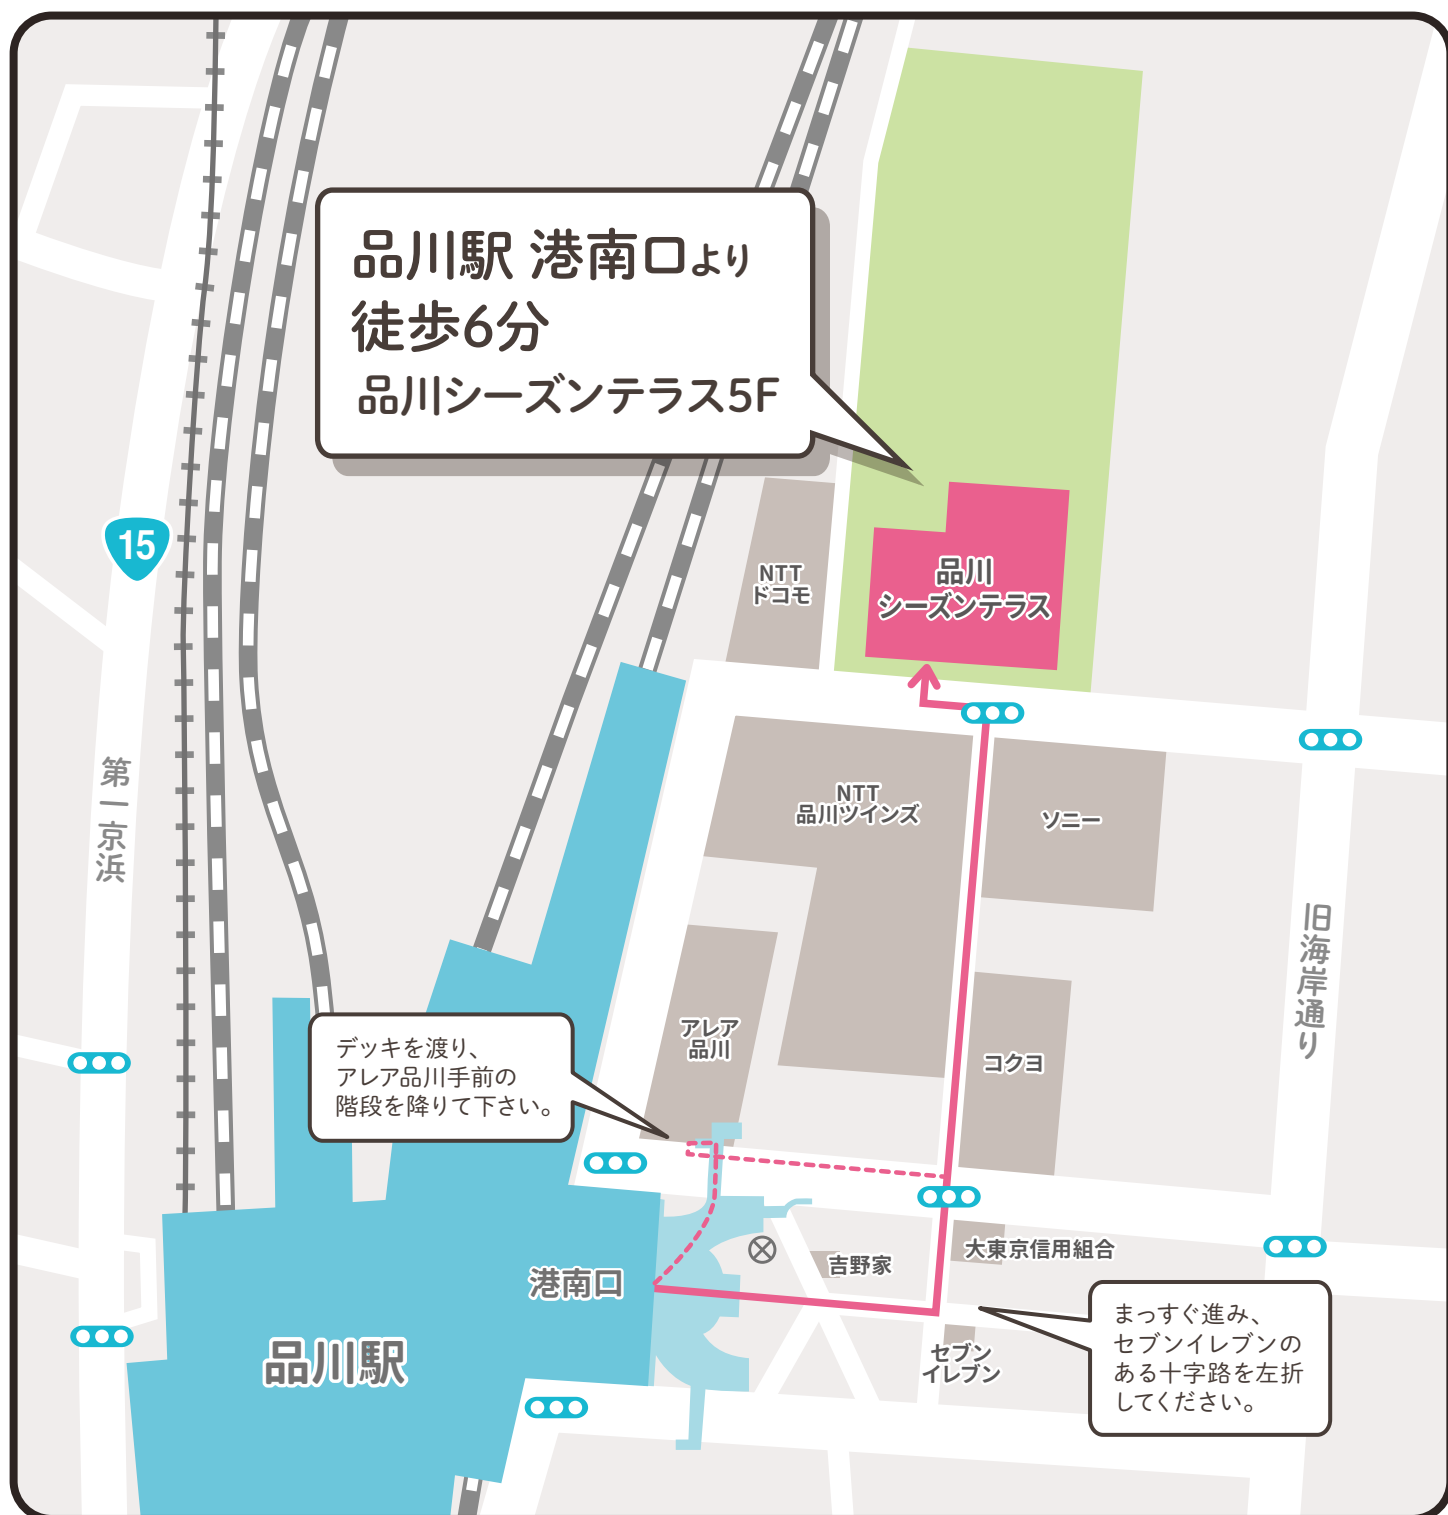 品川駅 港南口より
徒歩6分
品川シーズンテラス5F
15
NTT
ドコモ
品川
シーズンテラス
第一京浜
NTT
品川ツインズ
ソニー
旧海岸通り
アレア
品川
コクヨ
デッキを渡り、
アレア品川手前の
階段を降りて下さい。
大東京信用組合
吉野家
港南口
品川駅
セブン
イレブン
まっすぐ進み、
セブンイレブンの
ある十字路を左折
してください。